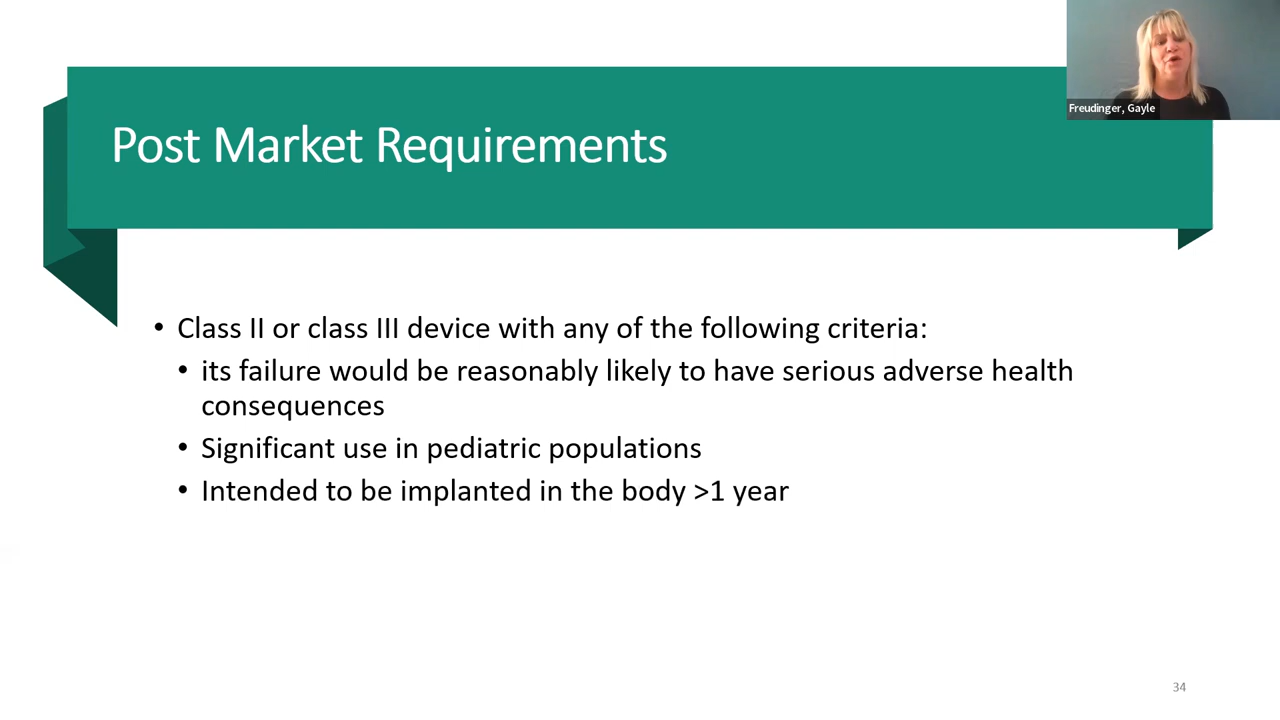 Freudinger, Gayle
Post Market Requirements
• Class II or class III device with any of the following criteria:
• its failure would be reasonably likely to have serious adverse health
consequences
• Significant use in pediatric populations
• Intended to be implanted in the body >1 year
34